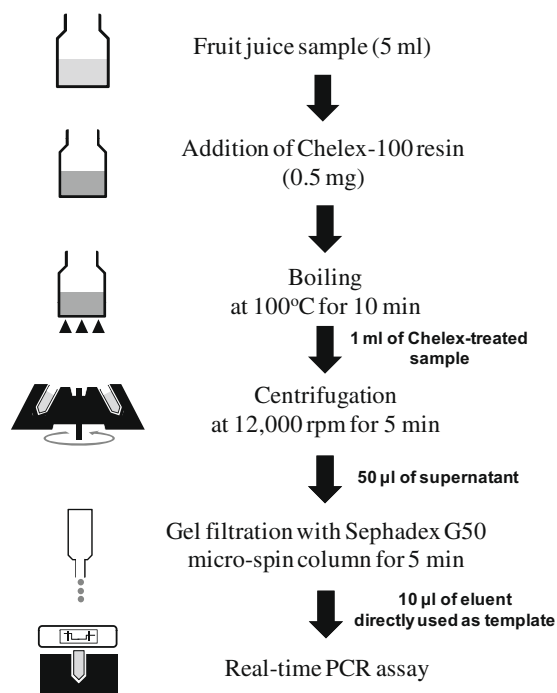 Fruit juice sample (5 ml)
Addition of Chelex-100 resin
(0.5 mg)
Boiling
at 100°C for 10 min
1 ml of Chelex-treated
sample
Centrifugation
at 12,000 rpm for 5 min
50 µl of supernatant
Gel filtration with Sephadex G50
micro-spin column for 5 min
10 µl of eluent
directly used as template
Real-time PCR assay